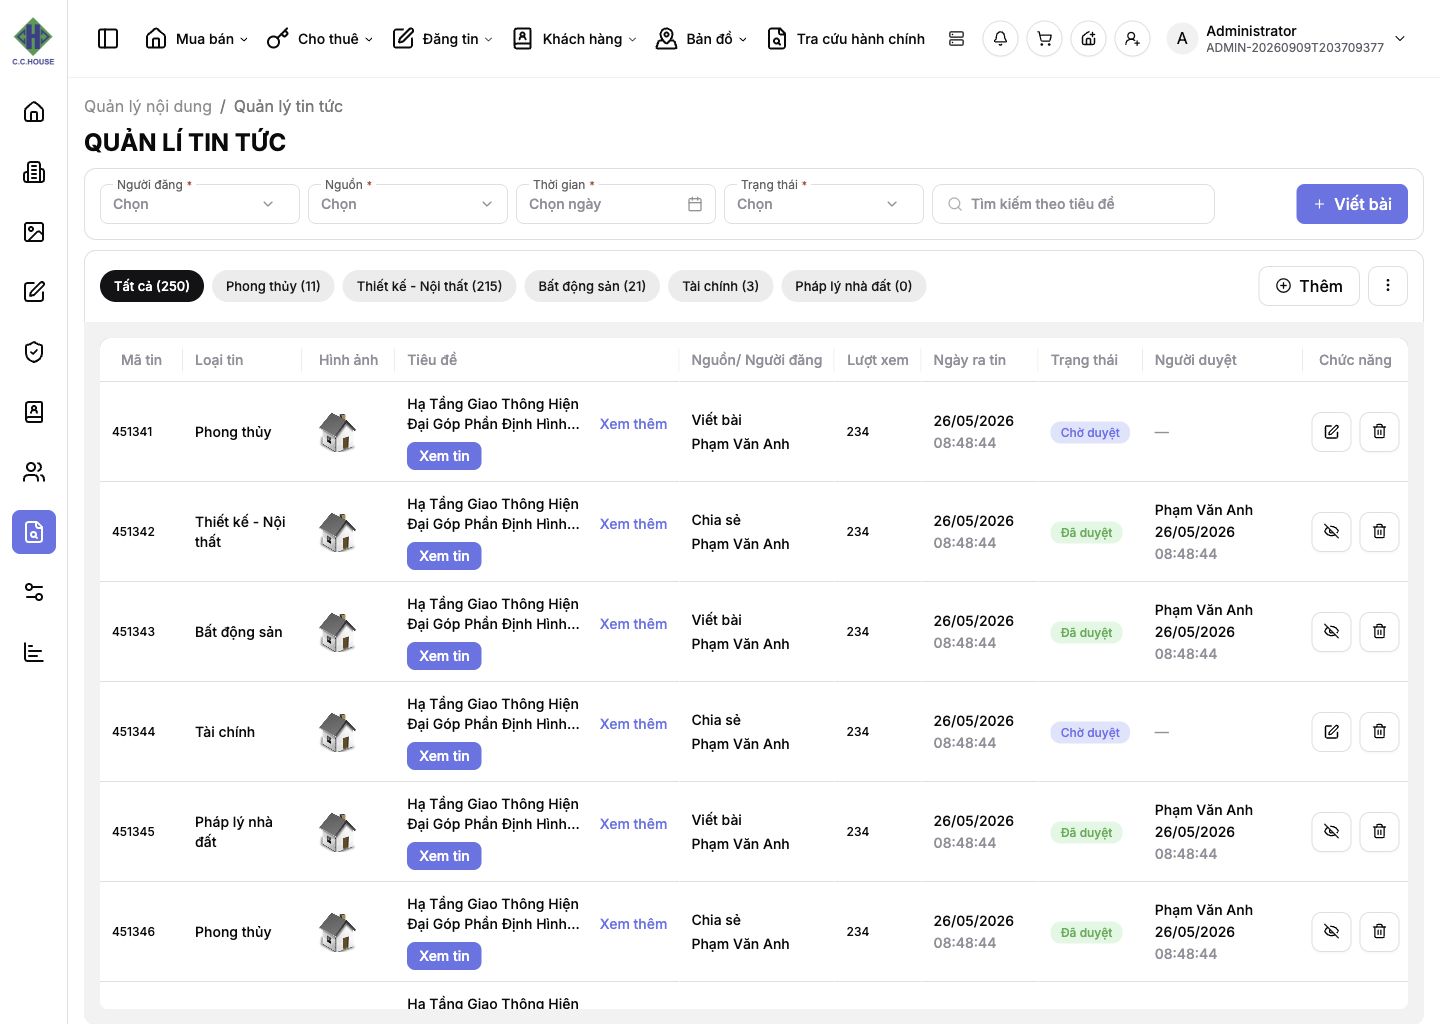 C.C.HOUSE
Mua bán
Cho thuê
Đăng tin
Khách hàng
Bản đồ
Tra cứu hành chính
A
Administrator
ADMIN-20260909T203709377
Quản lý nội dung / Quản lý tin tức
QUẢN LÍ TIN TỨC
Người đăng *
Chọn
Nguồn *
Chọn
Thời gian *
Chọn ngày
Trạng thái *
Chọn
Tìm kiếm theo tiêu đề
+ Viết bài
Tất cả (250)
Phong thủy (11)
Thiết kế - Nội thất (215)
Bất động sản (21)
Tài chính (3)
Pháp lý nhà đất (0)
Thêm
Mã tin
Loại tin
Hình ảnh
Tiêu đề
Nguồn/ Người đăng
Lượt xem
Ngày ra tin
Trạng thái
Người duyệt
Chức năng
451341
Phong thủy
Hạ Tầng Giao Thông Hiện
Đại Góp Phần Định Hình...
Xem thêm
Xem tin
Viết bài
Phạm Văn Anh
234
26/05/2026
08:48:44
Chờ duyệt
—
451342
Thiết kế - Nội
thất
Hạ Tầng Giao Thông Hiện
Đại Góp Phần Định Hình...
Xem thêm
Xem tin
Chia sẻ
Phạm Văn Anh
234
26/05/2026
08:48:44
Đã duyệt
Phạm Văn Anh
26/05/2026
08:48:44
451343
Bất động sản
Hạ Tầng Giao Thông Hiện
Đại Góp Phần Định Hình...
Xem thêm
Xem tin
Viết bài
Phạm Văn Anh
234
26/05/2026
08:48:44
Đã duyệt
Phạm Văn Anh
26/05/2026
08:48:44
451344
Tài chính
Hạ Tầng Giao Thông Hiện
Đại Góp Phần Định Hình...
Xem thêm
Xem tin
Chia sẻ
Phạm Văn Anh
234
26/05/2026
08:48:44
Chờ duyệt
—
451345
Pháp lý nhà
đất
Hạ Tầng Giao Thông Hiện
Đại Góp Phần Định Hình...
Xem thêm
Xem tin
Viết bài
Phạm Văn Anh
234
26/05/2026
08:48:44
Đã duyệt
Phạm Văn Anh
26/05/2026
08:48:44
451346
Phong thủy
Hạ Tầng Giao Thông Hiện
Đại Góp Phần Định Hình...
Xem thêm
Xem tin
Chia sẻ
Phạm Văn Anh
234
26/05/2026
08:48:44
Đã duyệt
Phạm Văn Anh
26/05/2026
08:48:44
Hạ Tầng Giao Thông Hiện